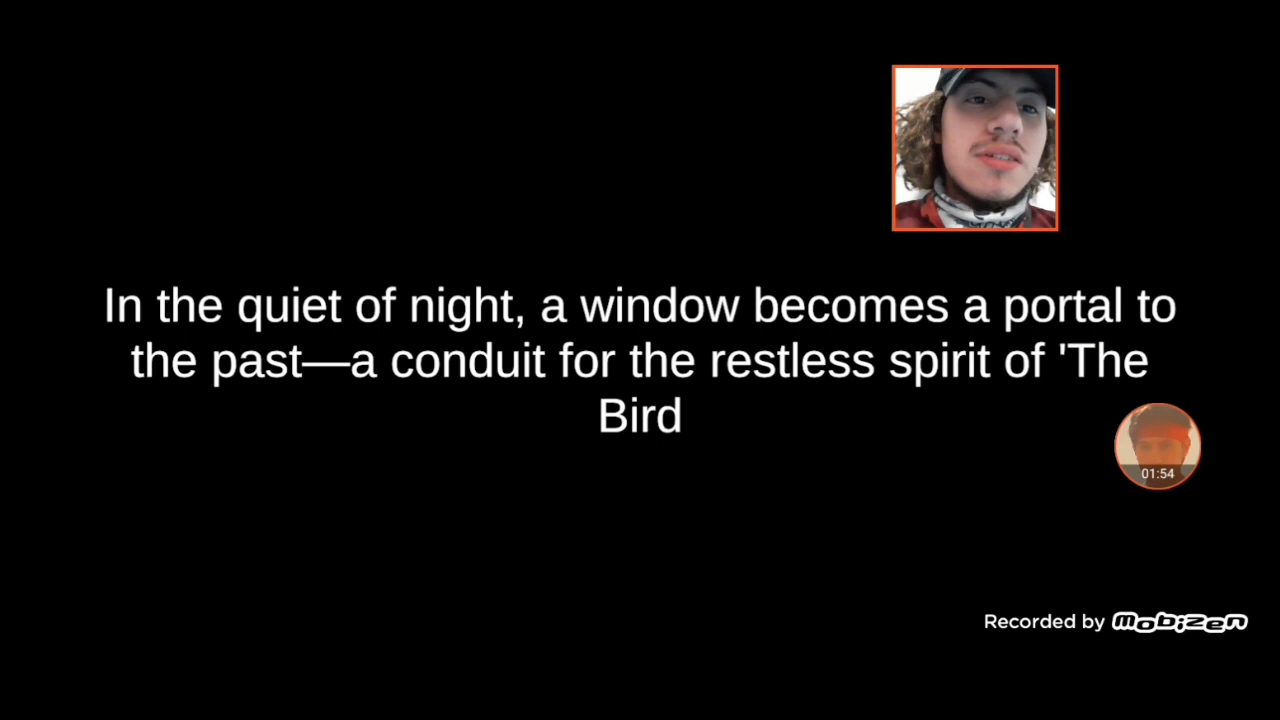 In the quiet of night, a window becomes a portal to
the past—a conduit for the restless spirit of 'The
Bird
01:54
Recorded by mobizen